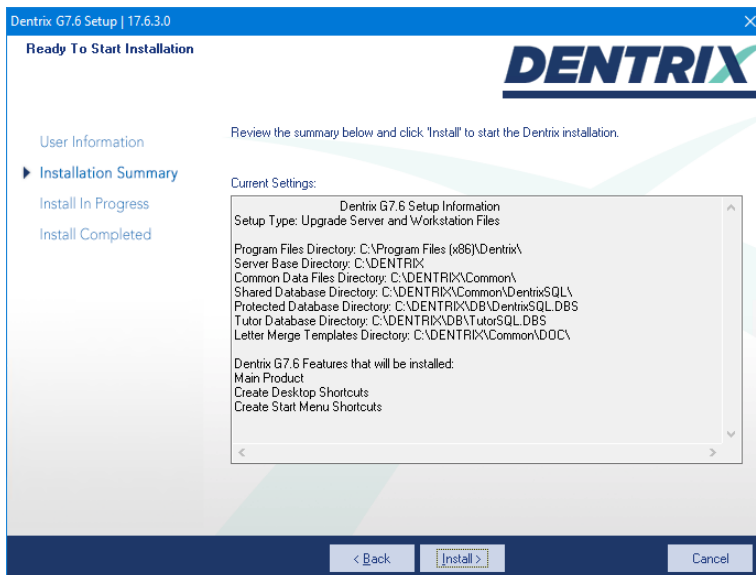 Dentrix G7.6 Setup | 17.6.3.0
Ready To Start Installation
DENTRIX
User Information
Installation Summary
Install In Progress
Install Completed
Review the summary below and click 'Install' to start the Dentrix installation.
Current Settings:
Dentrix G7.6 Setup Information
Setup Type: Upgrade Server and Workstation Files
Program Files Directory: C:\Program Files (x86)\Dentrix\
Server Base Directory: C:\DENTRIX
Common Data Files Directory: C:\DENTRIX\Common\
Shared Database Directory: C:\DENTRIX\Common\DentrixSQL\
Protected Database Directory: C:\DENTRIX\DB\DentrixSQL.DBS
Tutor Database Directory: C:\DENTRIX\DB\TutorSQL.DBS
Letter Merge Templates Directory: C:\DENTRIX\Common\DOC\
Dentrix G7.6 Features that will be installed:
Main Product
Create Desktop Shortcuts
Create Start Menu Shortcuts
< Back
Install >
Cancel